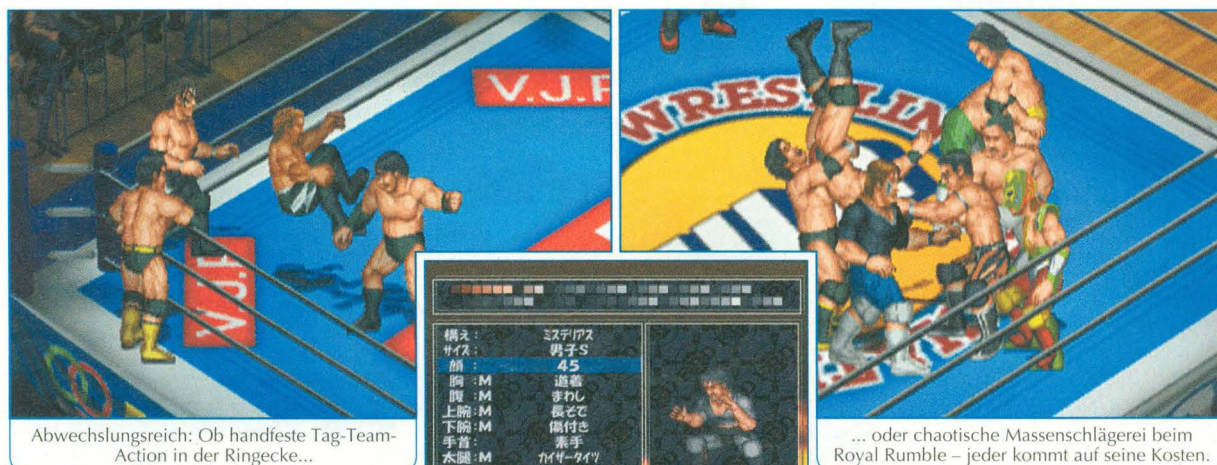 V.J.P
V.J.P
WRESTLIN
構え: ミステリアス
サイズ: 男子S
顔: 45
胸:M 道着
腹:M まわし
上腕:M 長そで
下腕:M 傷付き
手首: 素手
太腿:M カイザータイツ
Abwechslungsreich: Ob handfeste Tag-Team-
Action in der Ringecke...
... oder chaotische Massenschlägerei beim
Royal Rumble – jeder kommt auf seine Kosten.